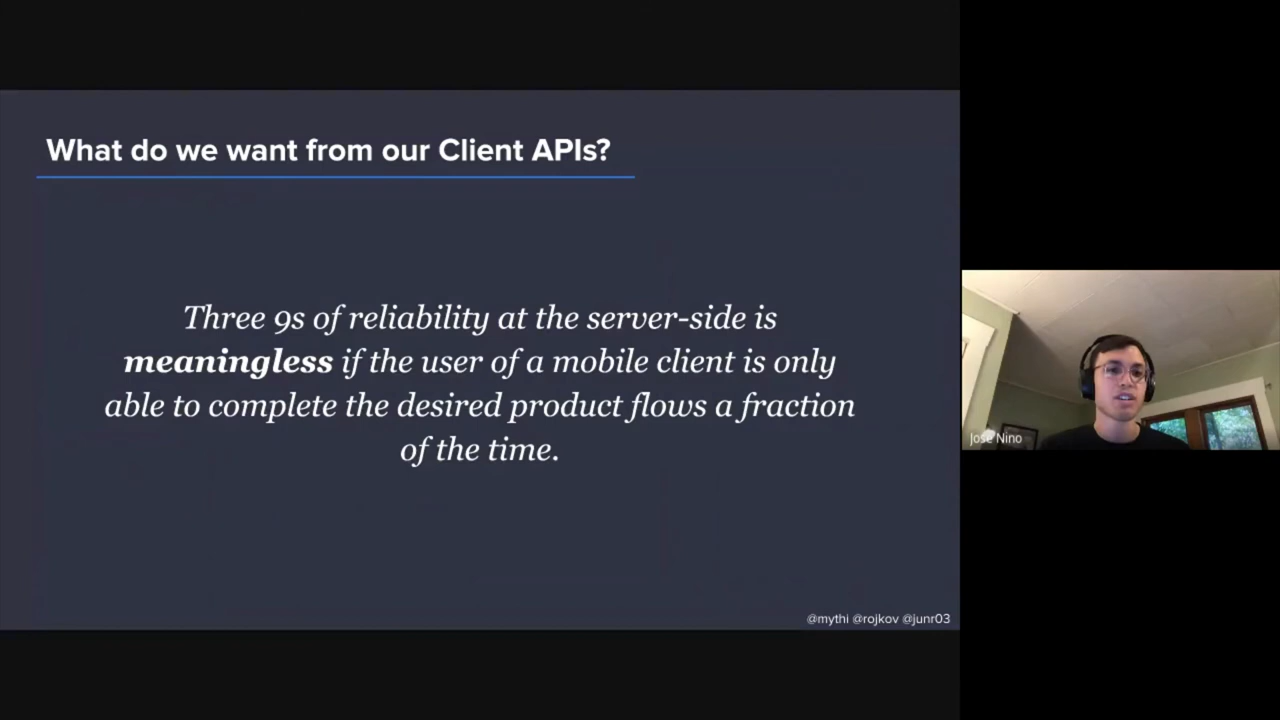 What do we want from our Client APIs?
Three 9s of reliability at the server-side is
meaningless if the user of a mobile client is only
able to complete the desired product flows a fraction
of the time.
@mythi @rojkov @junr03
Jose Nino